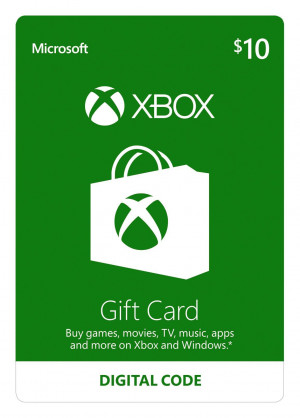 Microsoft $10
XBOX
Gift Card
Buy games, movies, TV, music, apps
and more on Xbox and Windows.*
DIGITAL CODE